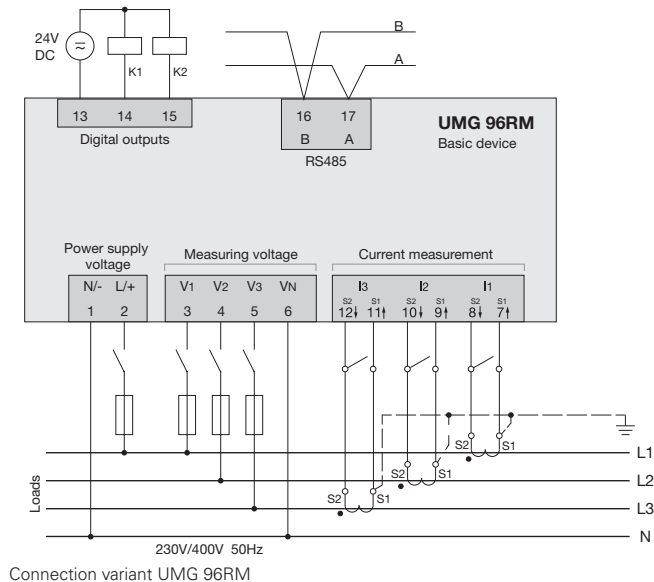 24V
DC
K1
K2
B
A
13 14 15
Digital outputs
16 17
B A
RS485
UMG 96RM
Basic device
Power supply
voltage
Measuring voltage
Current measurement
N/- L/+
1 2
V1 V2 V3 VN
3 4 5 6
I3 I2 I1
S2 S1 S2 S1 S2 S1
12↓ 11↑ 10↓ 9↑ 8↓ 7↑
S2 S1
L1
S2 S1
L2
S2 S1
L3
N
Loads
230V/400V 50Hz
Connection variant UMG 96RM